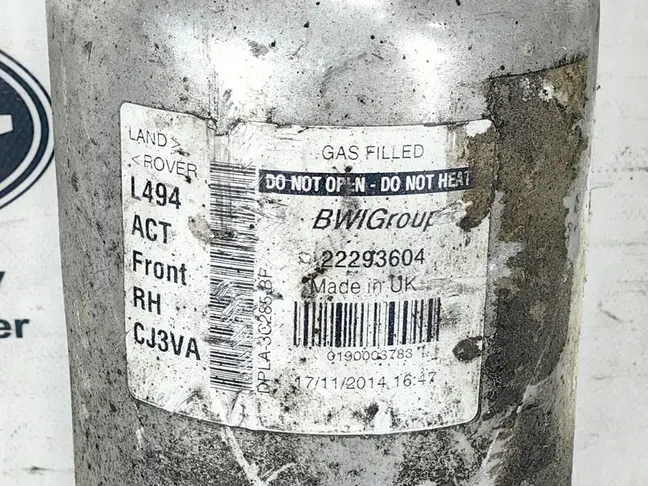 LAND>
<ROVER
L494
ACT
Front
RH
CJ3VA
DPLA-3C285-BF
GAS FILLED
DO NOT OPEN - DO NOT HEAT
BWIGroup
22293604
Made in UK
0190003783
17/11/2014 16:47